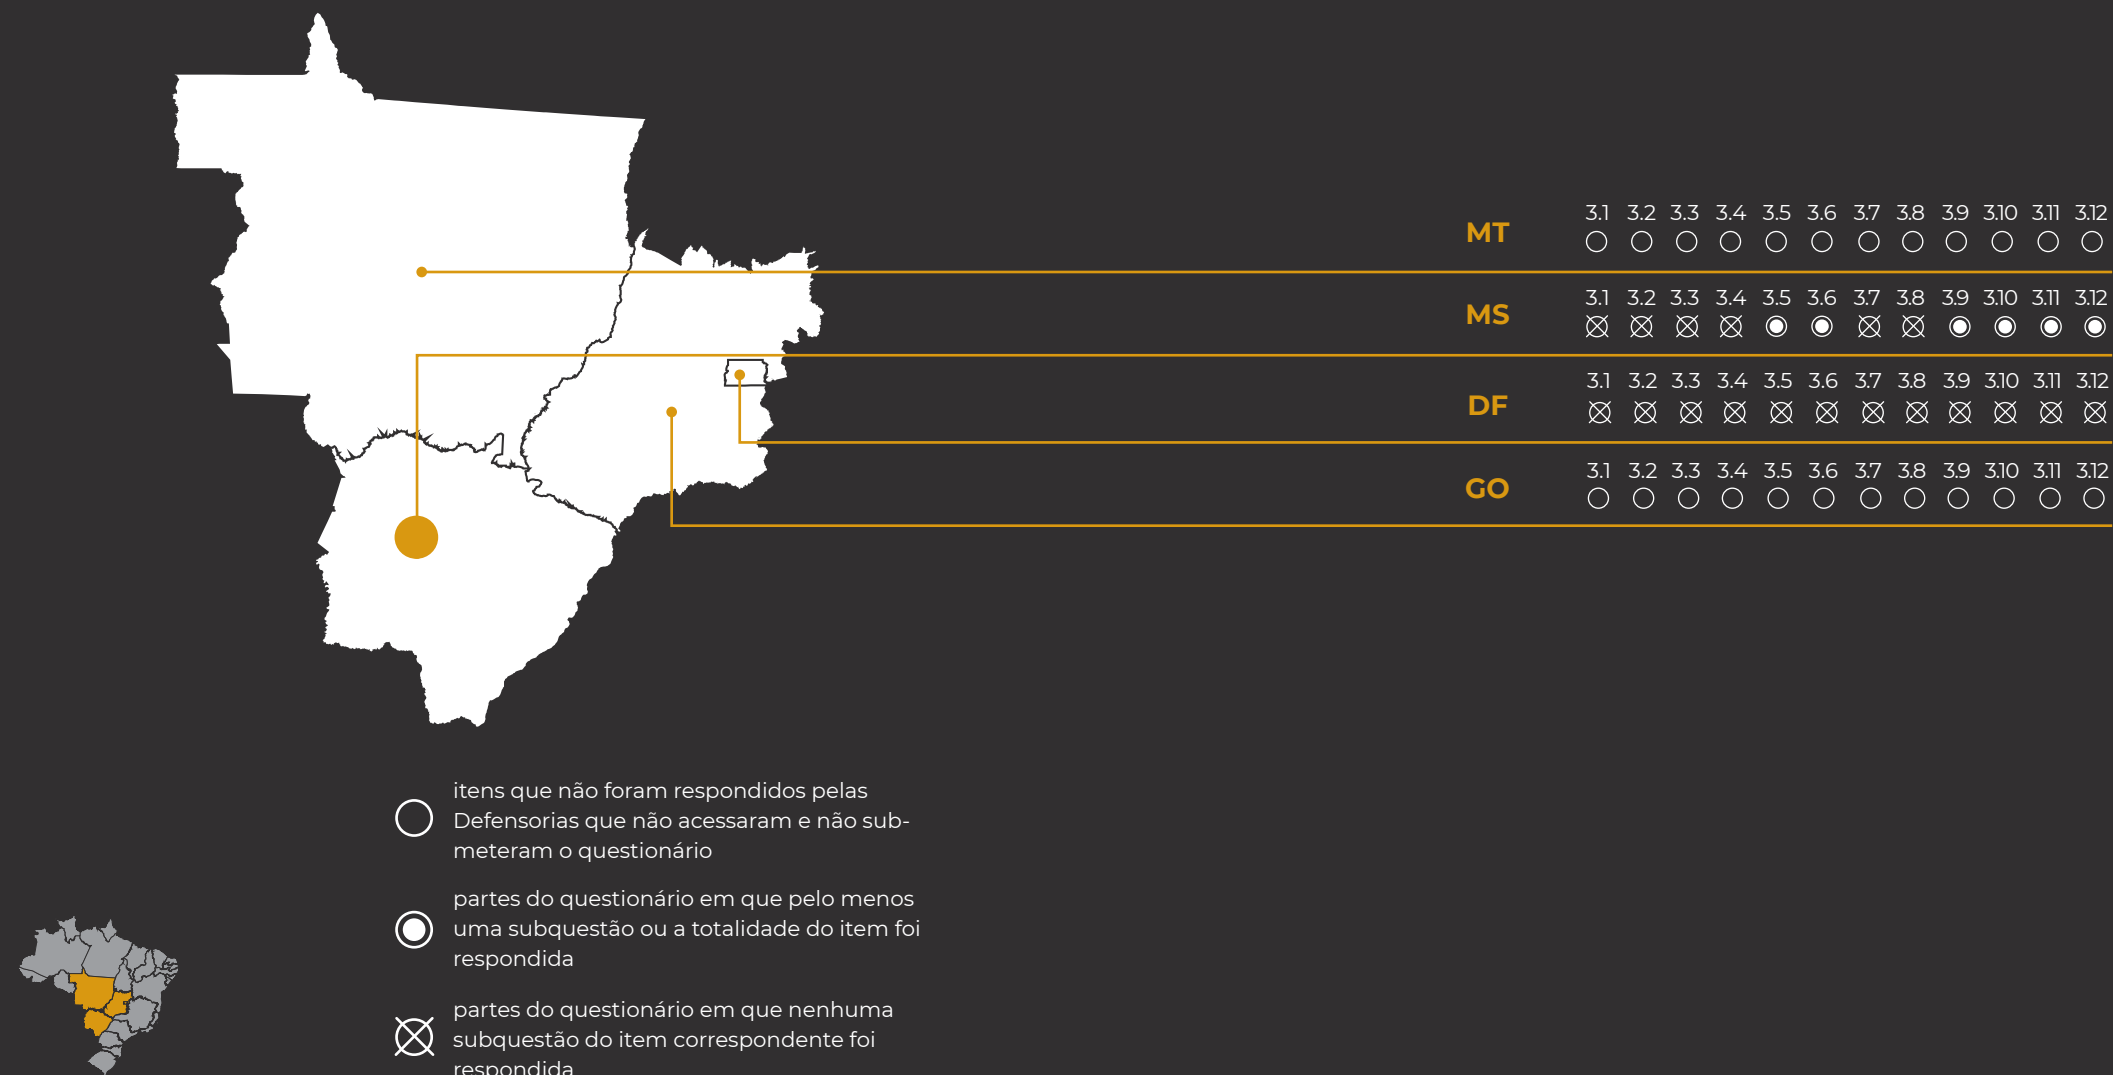 3.1 3.2 3.3 3.4 3.5 3.6 3.7 3.8 3.9 3.10 3.11 3.12
MT
3.1 3.2 3.3 3.4 3.5 3.6 3.7 3.8 3.9 3.10 3.11 3.12
MS
3.1 3.2 3.3 3.4 3.5 3.6 3.7 3.8 3.9 3.10 3.11 3.12
DF
3.1 3.2 3.3 3.4 3.5 3.6 3.7 3.8 3.9 3.10 3.11 3.12
GO
itens que não foram respondidos pelas
Defensorias que não acessaram e não sub-
meteram o questionário
partes do questionário em que pelo menos
uma subquestão ou a totalidade do item foi
respondida
partes do questionário em que nenhuma
subquestão do item correspondente foi
respondida